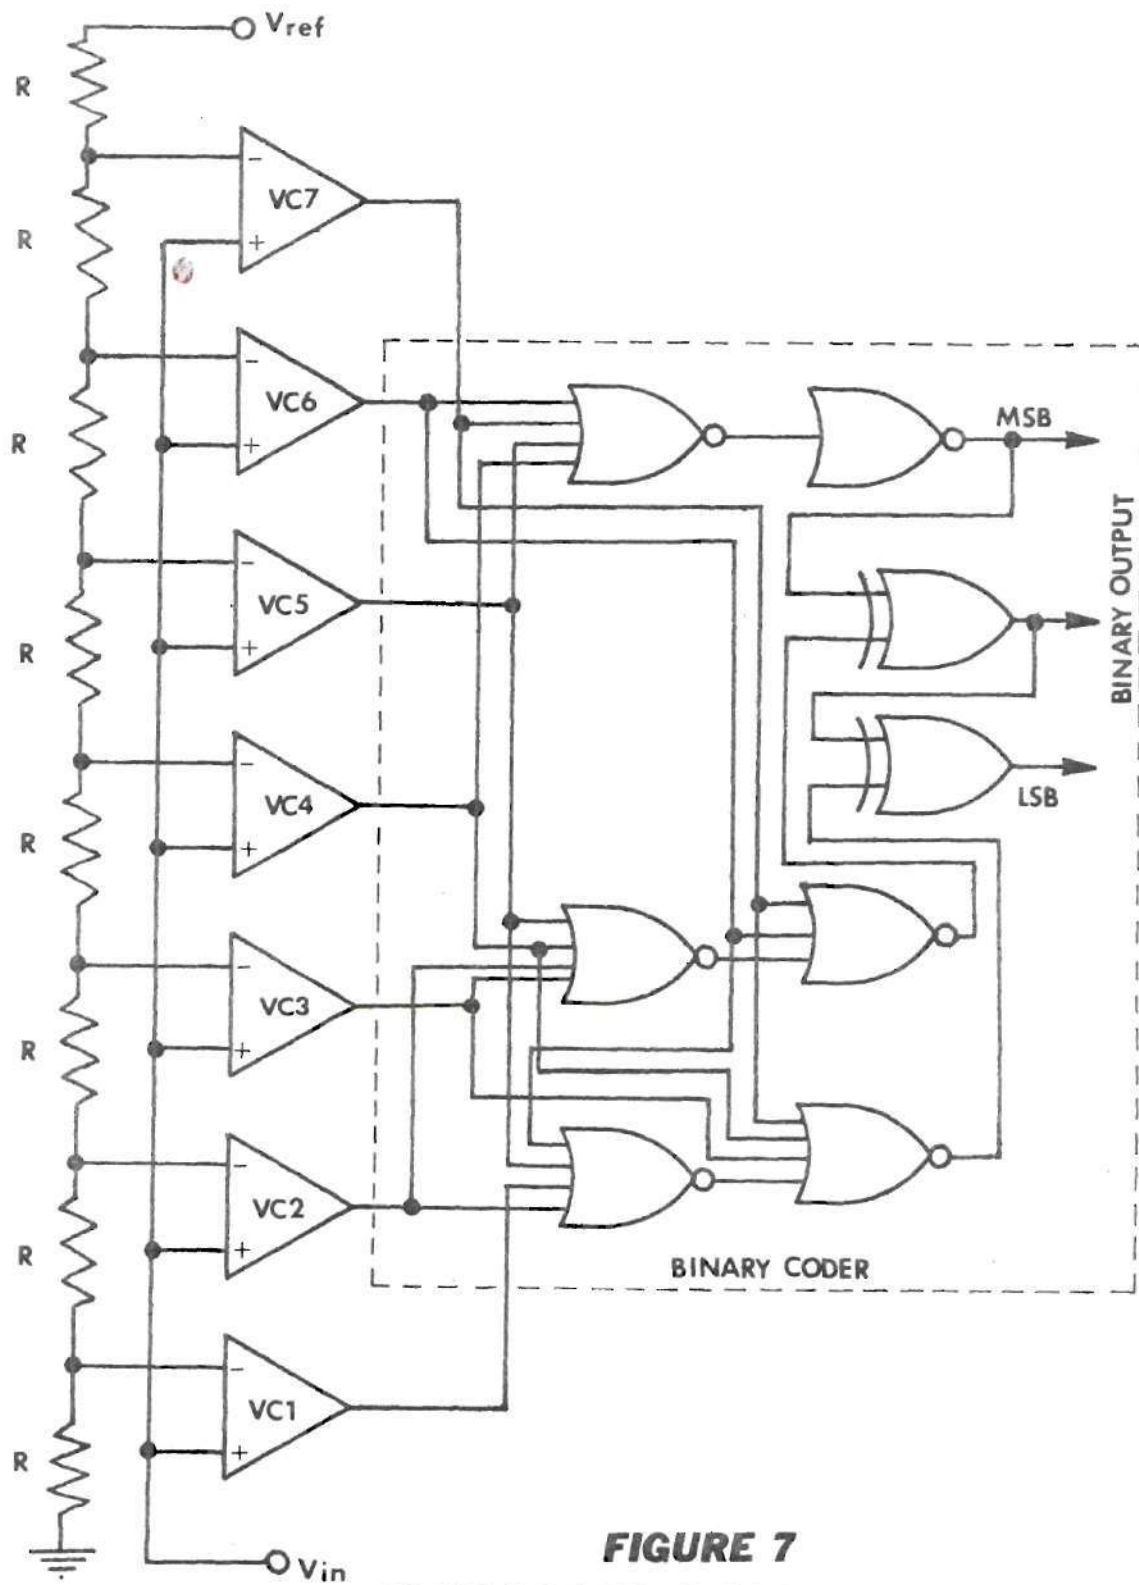 Vref
R
- VC7 +
R
- VC6 +
R
MSB
- VC5 +
R
BINARY OUTPUT
- VC4 +
R
LSB
- VC3 +
R
- VC2 +
R
BINARY CODER
- VC1 +
R
FIGURE 7
Vin